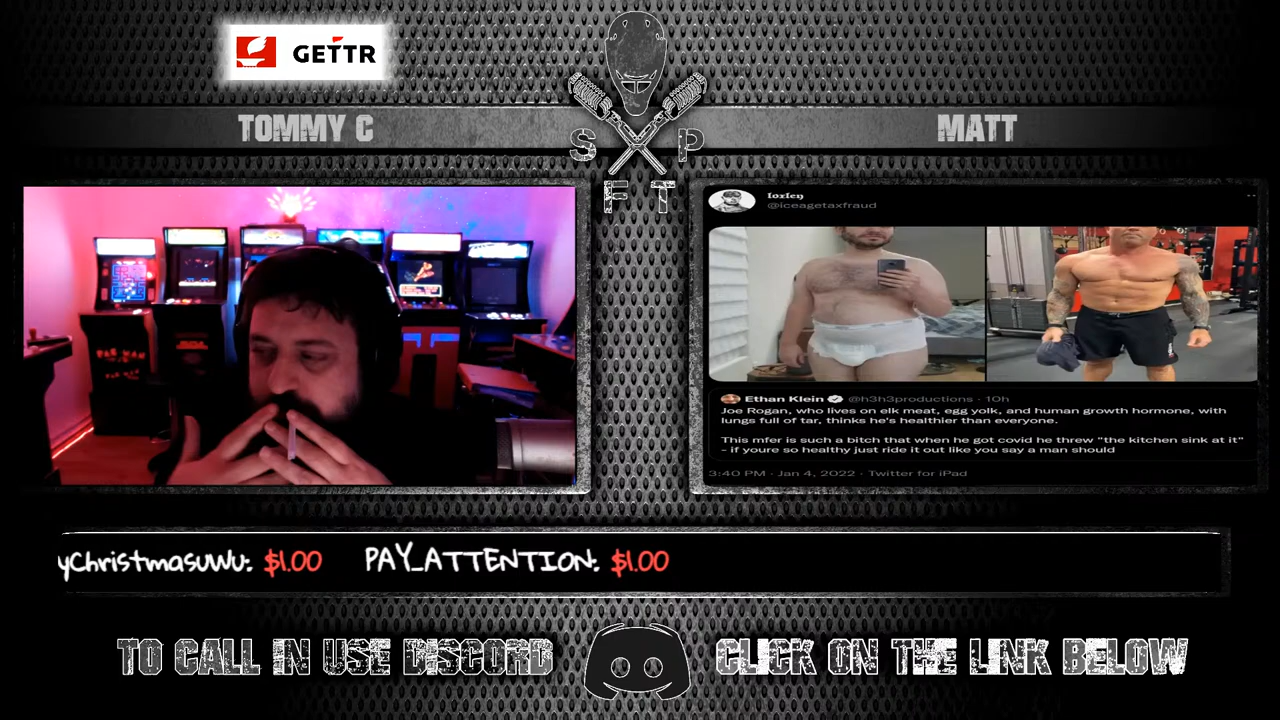 GETTR
TOMMY C
MATT
S P
F T
loxley
@iceagetaxfraud
PAC-MAN
Ethan Klein @h3h3productions · 10h
Joe Rogan, who lives on elk meat, egg yolk, and human growth hormone, with
lungs full of tar, thinks he's healthier than everyone.
This mfer is such a bitch that when he got covid he threw "the kitchen sink at it"
- if youre so healthy just ride it out like you say a man should
3:40 PM · Jan 4, 2022 · Twitter for iPad
yChristmasuwu: $1.00 PAY_ATTENTION: $1.00
TO CALL IN USE DISCORD
CLICK ON THE LINK BELOW